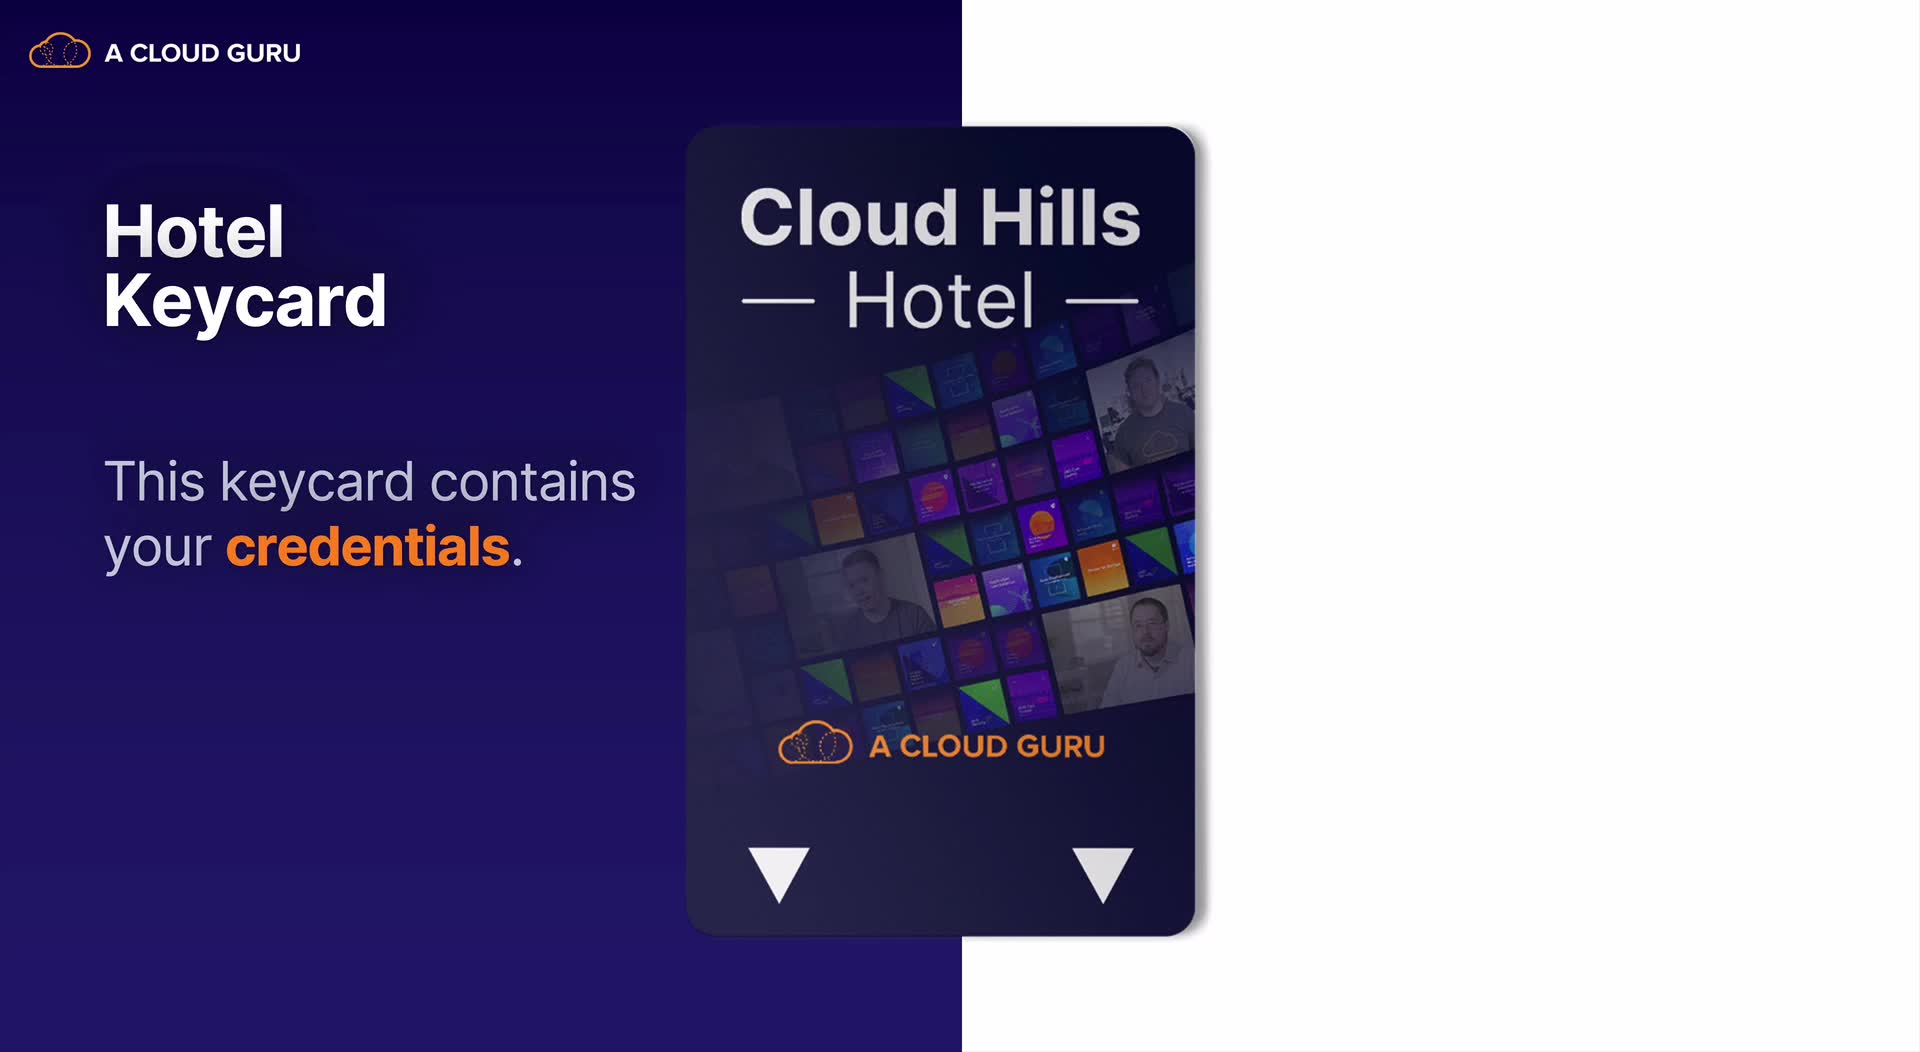 A CLOUD GURU
Hotel
Keycard
This keycard contains
your credentials.
Cloud Hills
Hotel
A CLOUD GURU